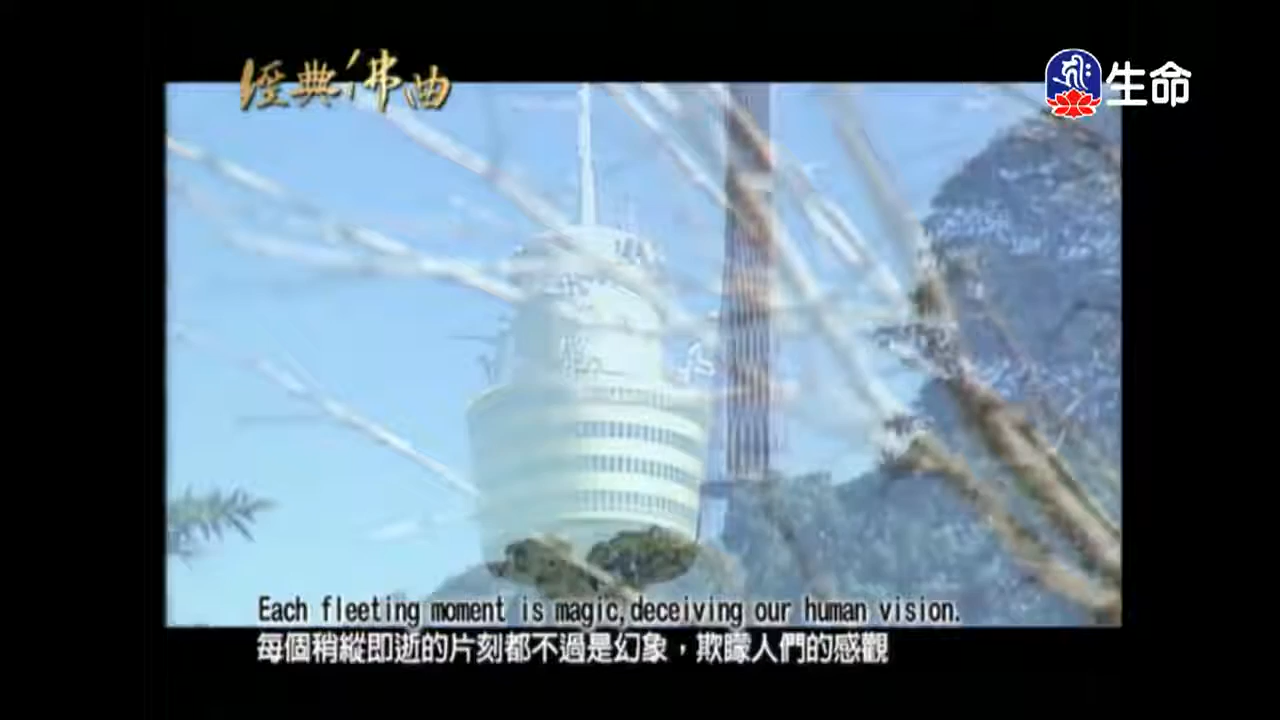 經典佛曲
生命
Each fleeting moment is magic,deceiving our human vision.
每個稍縱即逝的片刻都不過是幻象，欺矇人們的感觀